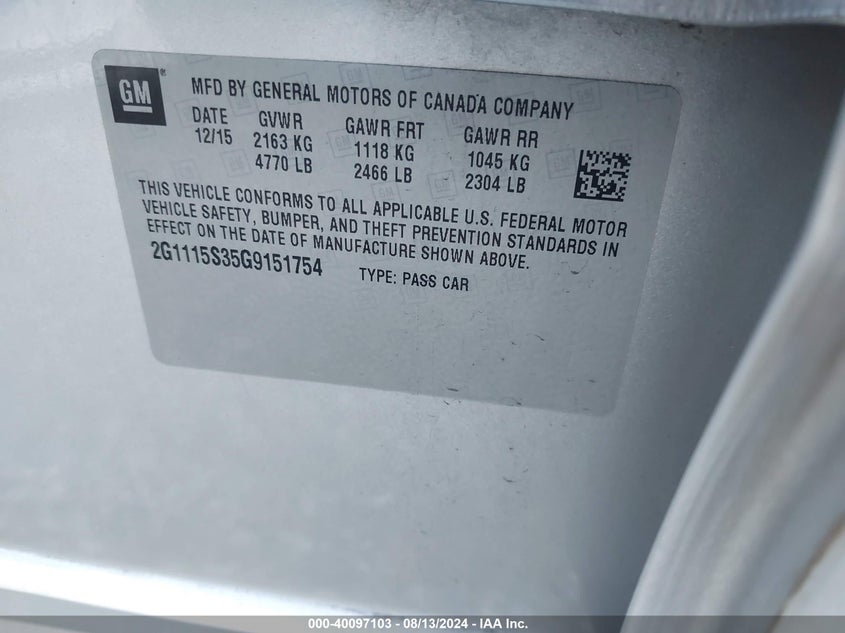 GM ®
MFD BY GENERAL MOTORS OF CANADA COMPANY
DATE GVWR GAWR FRT GAWR RR
12/15 2163 KG 1118 KG 1045 KG
4770 LB 2466 LB 2304 LB
THIS VEHICLE CONFORMS TO ALL APPLICABLE U.S. FEDERAL MOTOR
VEHICLE SAFETY, BUMPER, AND THEFT PREVENTION STANDARDS IN
EFFECT ON THE DATE OF MANUFACTURE SHOWN ABOVE.
2G1115S35G9151754 TYPE: PASS CAR
000-40097103 - 08/13/2024 - IAA Inc.